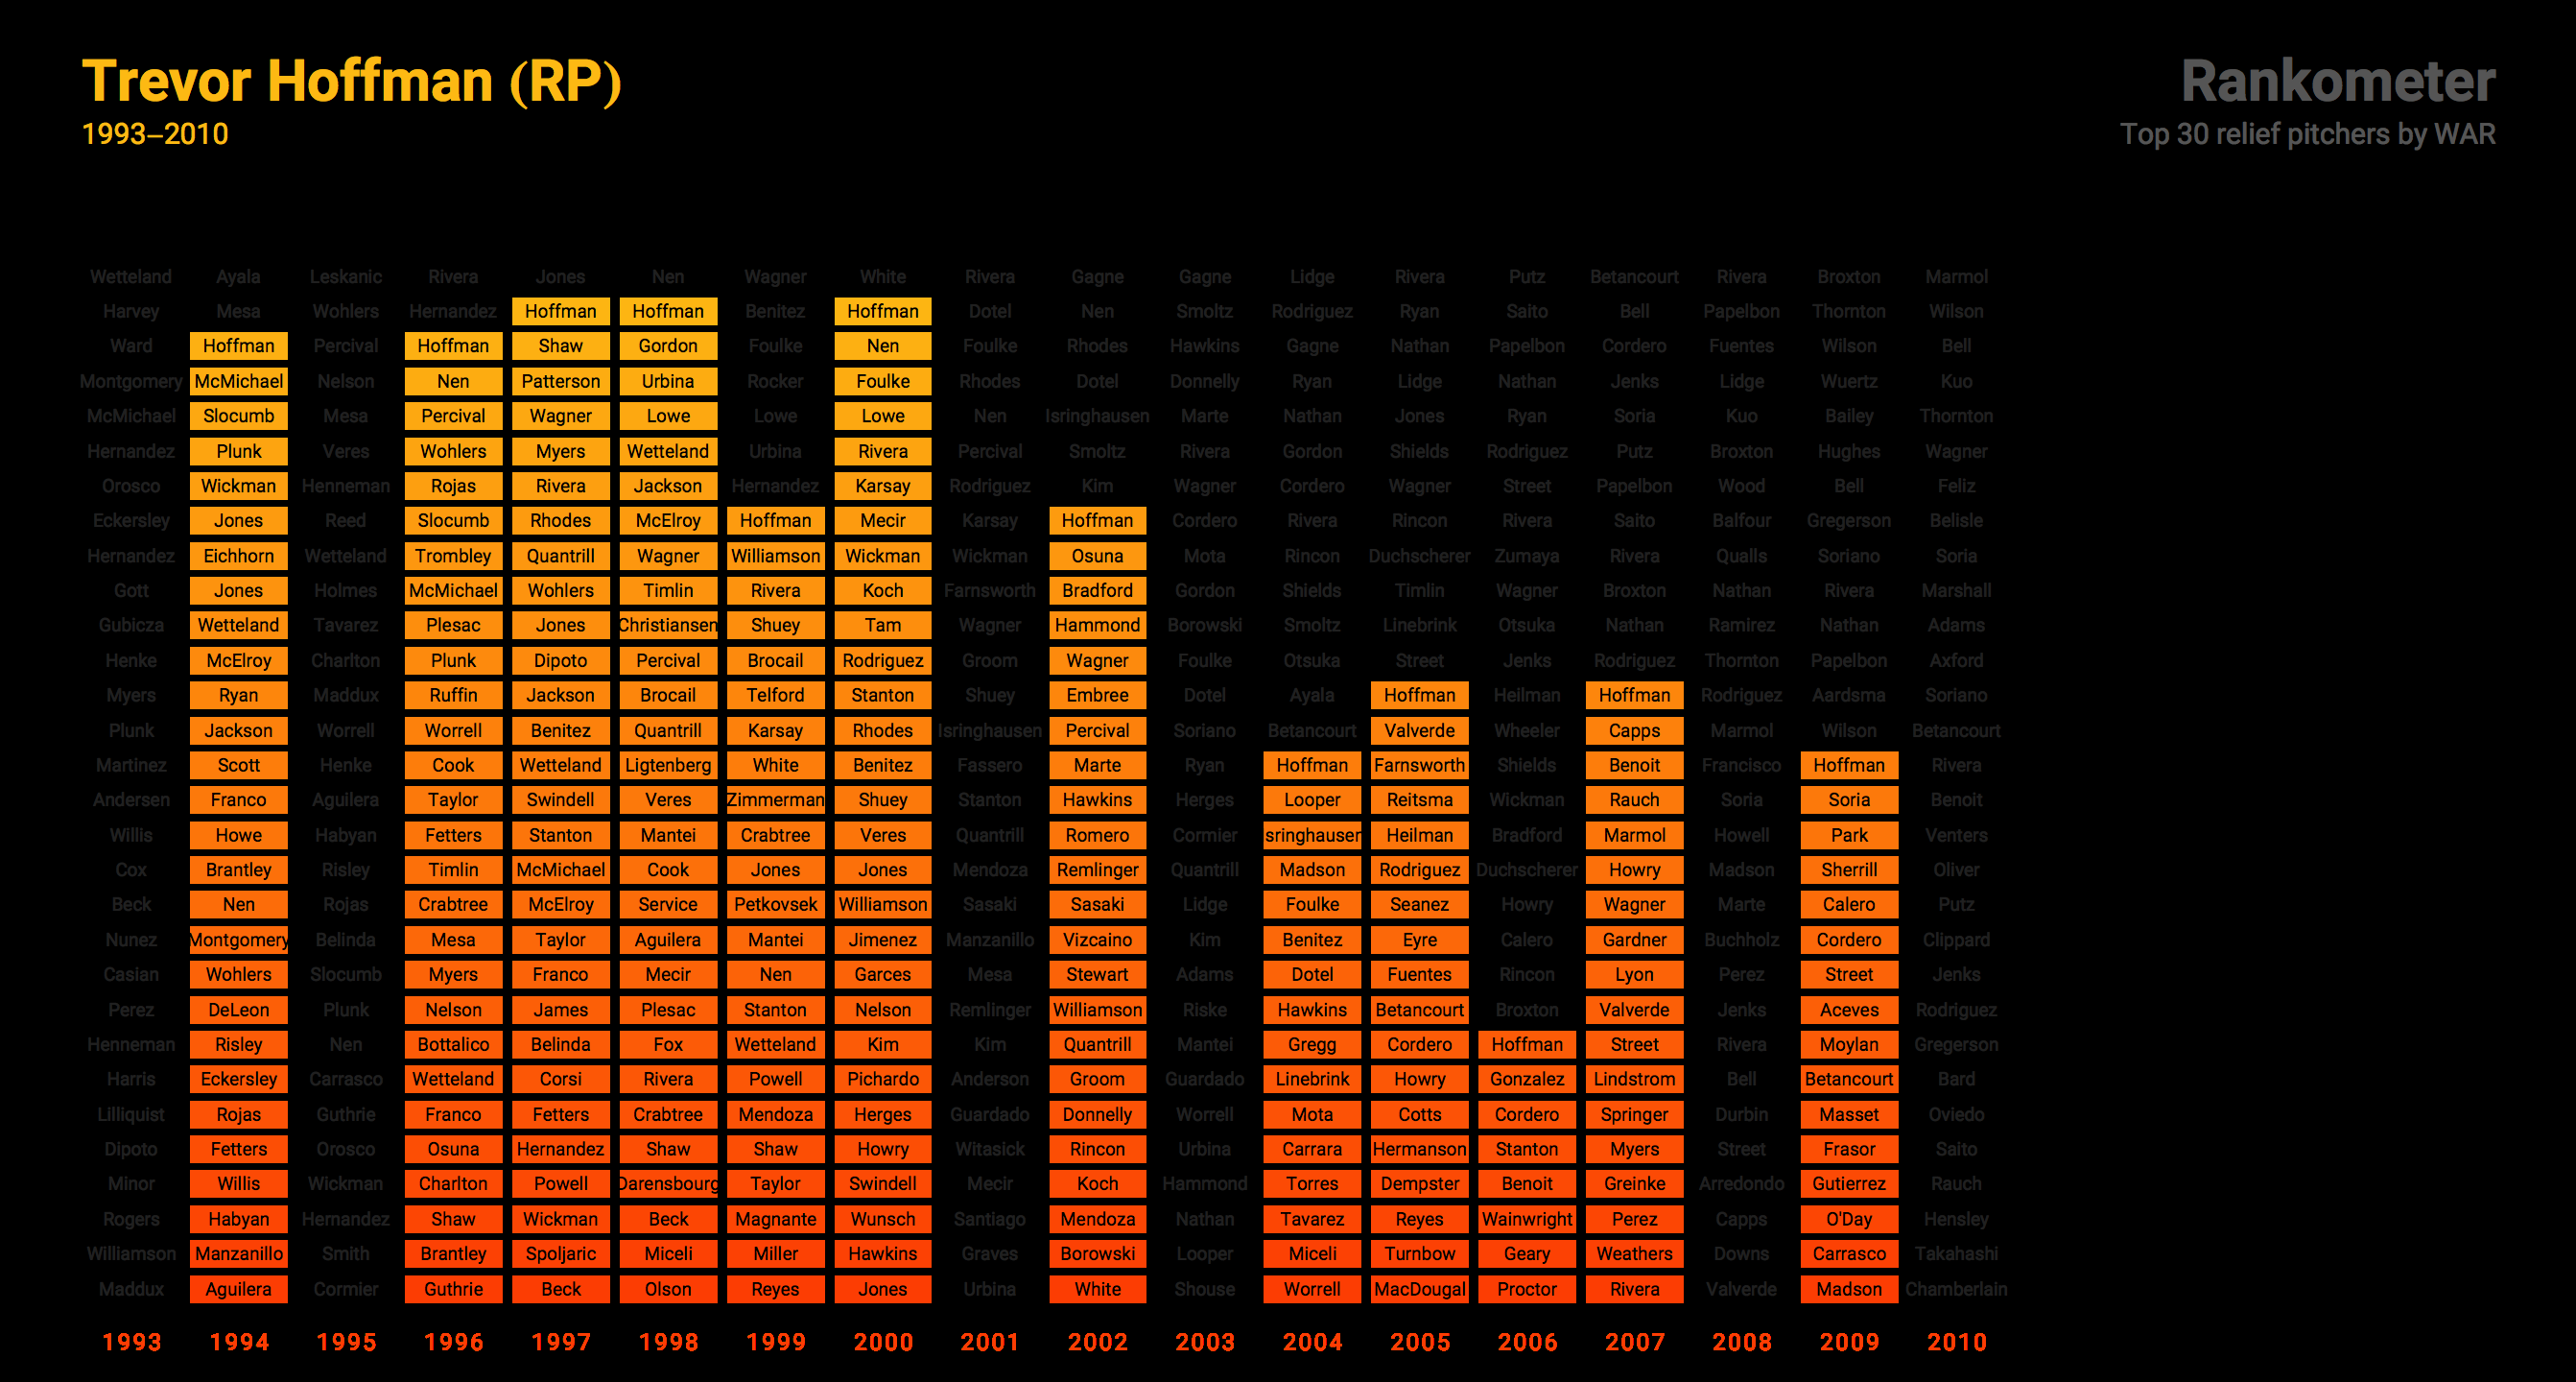 Trevor Hoffman (RP)
1993–2010
Rankometer
Top 30 relief pitchers by WAR
Wetteland Ayala Leskanic Rivera Jones Nen Wagner White Rivera Gagne Gagne Lidge Rivera Putz Betancourt Rivera Broxton Marmol
Harvey Mesa Wohlers Hernandez Hoffman Hoffman Benitez Hoffman Dotel Nen Smoltz Rodriguez Ryan Saito Bell Papelbon Thornton Wilson
Ward Hoffman Percival Hoffman Shaw Gordon Foulke Nen Foulke Rhodes Hawkins Gagne Nathan Papelbon Cordero Fuentes Wilson Bell
Montgomery McMichael Nelson Nen Patterson Urbina Rocker Foulke Rhodes Dotel Donnelly Ryan Lidge Nathan Jenks Lidge Wuertz Kuo
McMichael Slocumb Mesa Percival Wagner Lowe Lowe Lowe Nen Isringhausen Marte Nathan Jones Ryan Soria Kuo Bailey Thornton
Hernandez Plunk Veres Wohlers Myers Wetteland Urbina Rivera Percival Smoltz Rivera Gordon Shields Rodriguez Putz Broxton Hughes Wagner
Orosco Wickman Henneman Rojas Rivera Jackson Hernandez Karsay Rodriguez Kim Wagner Cordero Wagner Street Papelbon Wood Bell Feliz
Eckersley Jones Reed Slocumb Rhodes McElroy Hoffman Mecir Karsay Hoffman Cordero Rivera Rincon Rivera Saito Balfour Gregerson Belisle
Hernandez Eichhorn Wetteland Trombley Quantrill Wagner Williamson Wickman Wickman Osuna Mota Rincon Duchscherer Zumaya Rivera Qualls Soriano Soria
Gott Jones Holmes McMichael Wohlers Timlin Rivera Koch Farnsworth Bradford Gordon Shields Timlin Wagner Broxton Nathan Rivera Marshall
Gubicza Wetteland Tavarez Plesac Jones Christiansen Shuey Tam Wagner Hammond Borowski Smoltz Linebrink Otsuka Nathan Ramirez Nathan Adams
Henke McElroy Charlton Plunk Dipoto Percival Brocail Rodriguez Groom Wagner Foulke Otsuka Street Jenks Rodriguez Thornton Papelbon Axford
Myers Ryan Maddux Ruffin Jackson Brocail Telford Stanton Shuey Embree Dotel Ayala Hoffman Heilman Hoffman Rodriguez Aardsma Soriano
Plunk Jackson Worrell Worrell Benitez Quantrill Karsay Rhodes Isringhausen Percival Soriano Betancourt Valverde Wheeler Capps Marmol Wilson Betancourt
Martinez Scott Henke Cook Wetteland Ligtenberg White Benitez Fassero Marte Ryan Hoffman Farnsworth Shields Benoit Francisco Hoffman Rivera
Andersen Franco Aguilera Taylor Swindell Veres Zimmerman Shuey Stanton Hawkins Herges Looper Reitsma Wickman Rauch Soria Soria Benoit
Willis Howe Habyan Fetters Stanton Mantei Crabtree Veres Quantrill Romero Cormier sringhauser Heilman Bradford Marmol Howell Park Venters
Cox Brantley Risley Timlin McMichael Cook Jones Jones Mendoza Remlinger Quantrill Madson Rodriguez Duchscherer Howry Madson Sherrill Oliver
Beck Nen Rojas Crabtree McElroy Service Petkovsek Williamson Sasaki Sasaki Lidge Foulke Seanez Howry Wagner Marte Calero Putz
Nunez Montgomery Belinda Mesa Taylor Aguilera Mantei Jimenez Manzanillo Vizcaino Kim Benitez Eyre Calero Gardner Buchholz Cordero Clippard
Casian Wohlers Slocumb Myers Franco Mecir Nen Garces Mesa Stewart Adams Dotel Fuentes Rincon Lyon Perez Street Jenks
Perez DeLeon Plunk Nelson James Plesac Stanton Nelson Remlinger Williamson Riske Hawkins Betancourt Broxton Valverde Jenks Aceves Rodriguez
Henneman Risley Nen Bottalico Belinda Fox Wetteland Kim Kim Quantrill Mantei Gregg Cordero Hoffman Street Rivera Moylan Gregerson
Harris Eckersley Carrasco Wetteland Corsi Rivera Powell Pichardo Anderson Groom Guardado Linebrink Howry Gonzalez Lindstrom Bell Betancourt Bard
Lilliquist Rojas Guthrie Franco Fetters Crabtree Mendoza Herges Guardado Donnelly Worrell Mota Cotts Cordero Springer Durbin Masset Oviedo
Dipoto Fetters Orosco Osuna Hernandez Shaw Shaw Howry Witasick Rincon Urbina Carrara Hermanson Stanton Myers Street Frasor Saito
Minor Willis Wickman Charlton Powell Darensbourg Taylor Swindell Mecir Koch Hammond Torres Dempster Benoit Greinke Arredondo Gutierrez Rauch
Rogers Habyan Hernandez Shaw Wickman Beck Magnante Wunsch Santiago Mendoza Nathan Tavarez Reyes Wainwright Perez Capps O'Day Hensley
Williamson Manzanillo Smith Brantley Spoljaric Miceli Miller Hawkins Graves Borowski Looper Miceli Turnbow Geary Weathers Downs Carrasco Takahashi
Maddux Aguilera Cormier Guthrie Beck Olson Reyes Jones Urbina White Shouse Worrell MacDougal Proctor Rivera Valverde Madson Chamberlain
1993 1994 1995 1996 1997 1998 1999 2000 2001 2002 2003 2004 2005 2006 2007 2008 2009 2010